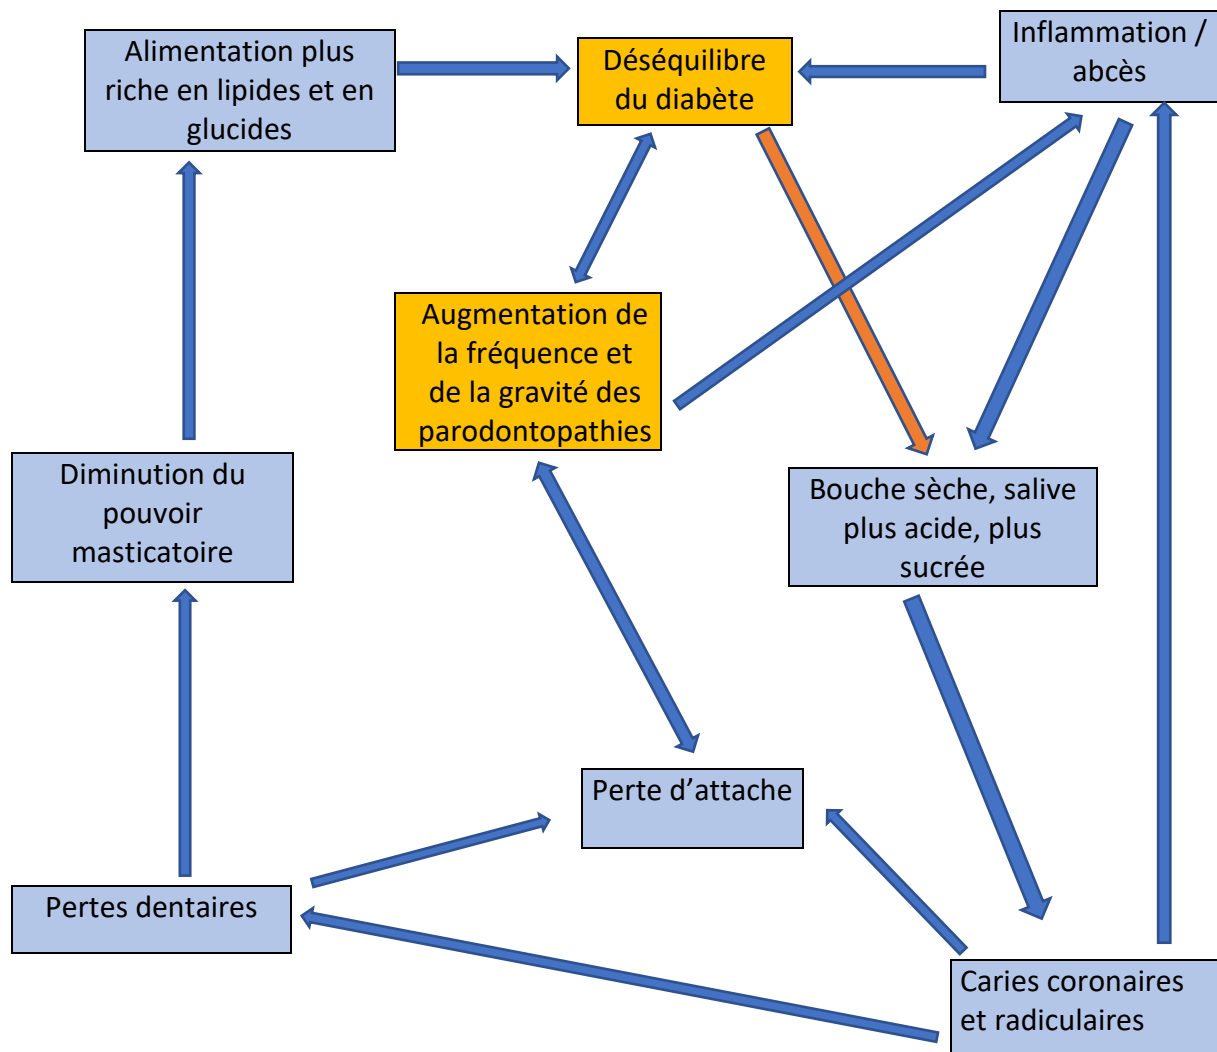 Alimentation plus
riche en lipides et en
glucides
Déséquilibre
du diabète
Inflammation /
abcès
Augmentation de
la fréquence et
de la gravité des
parodontopathies
Diminution du
pouvoir
masticatoire
Bouche sèche, salive
plus acide, plus
sucrée
Perte d’attache
Pertes dentaires
Caries coronaires
et radiculaires